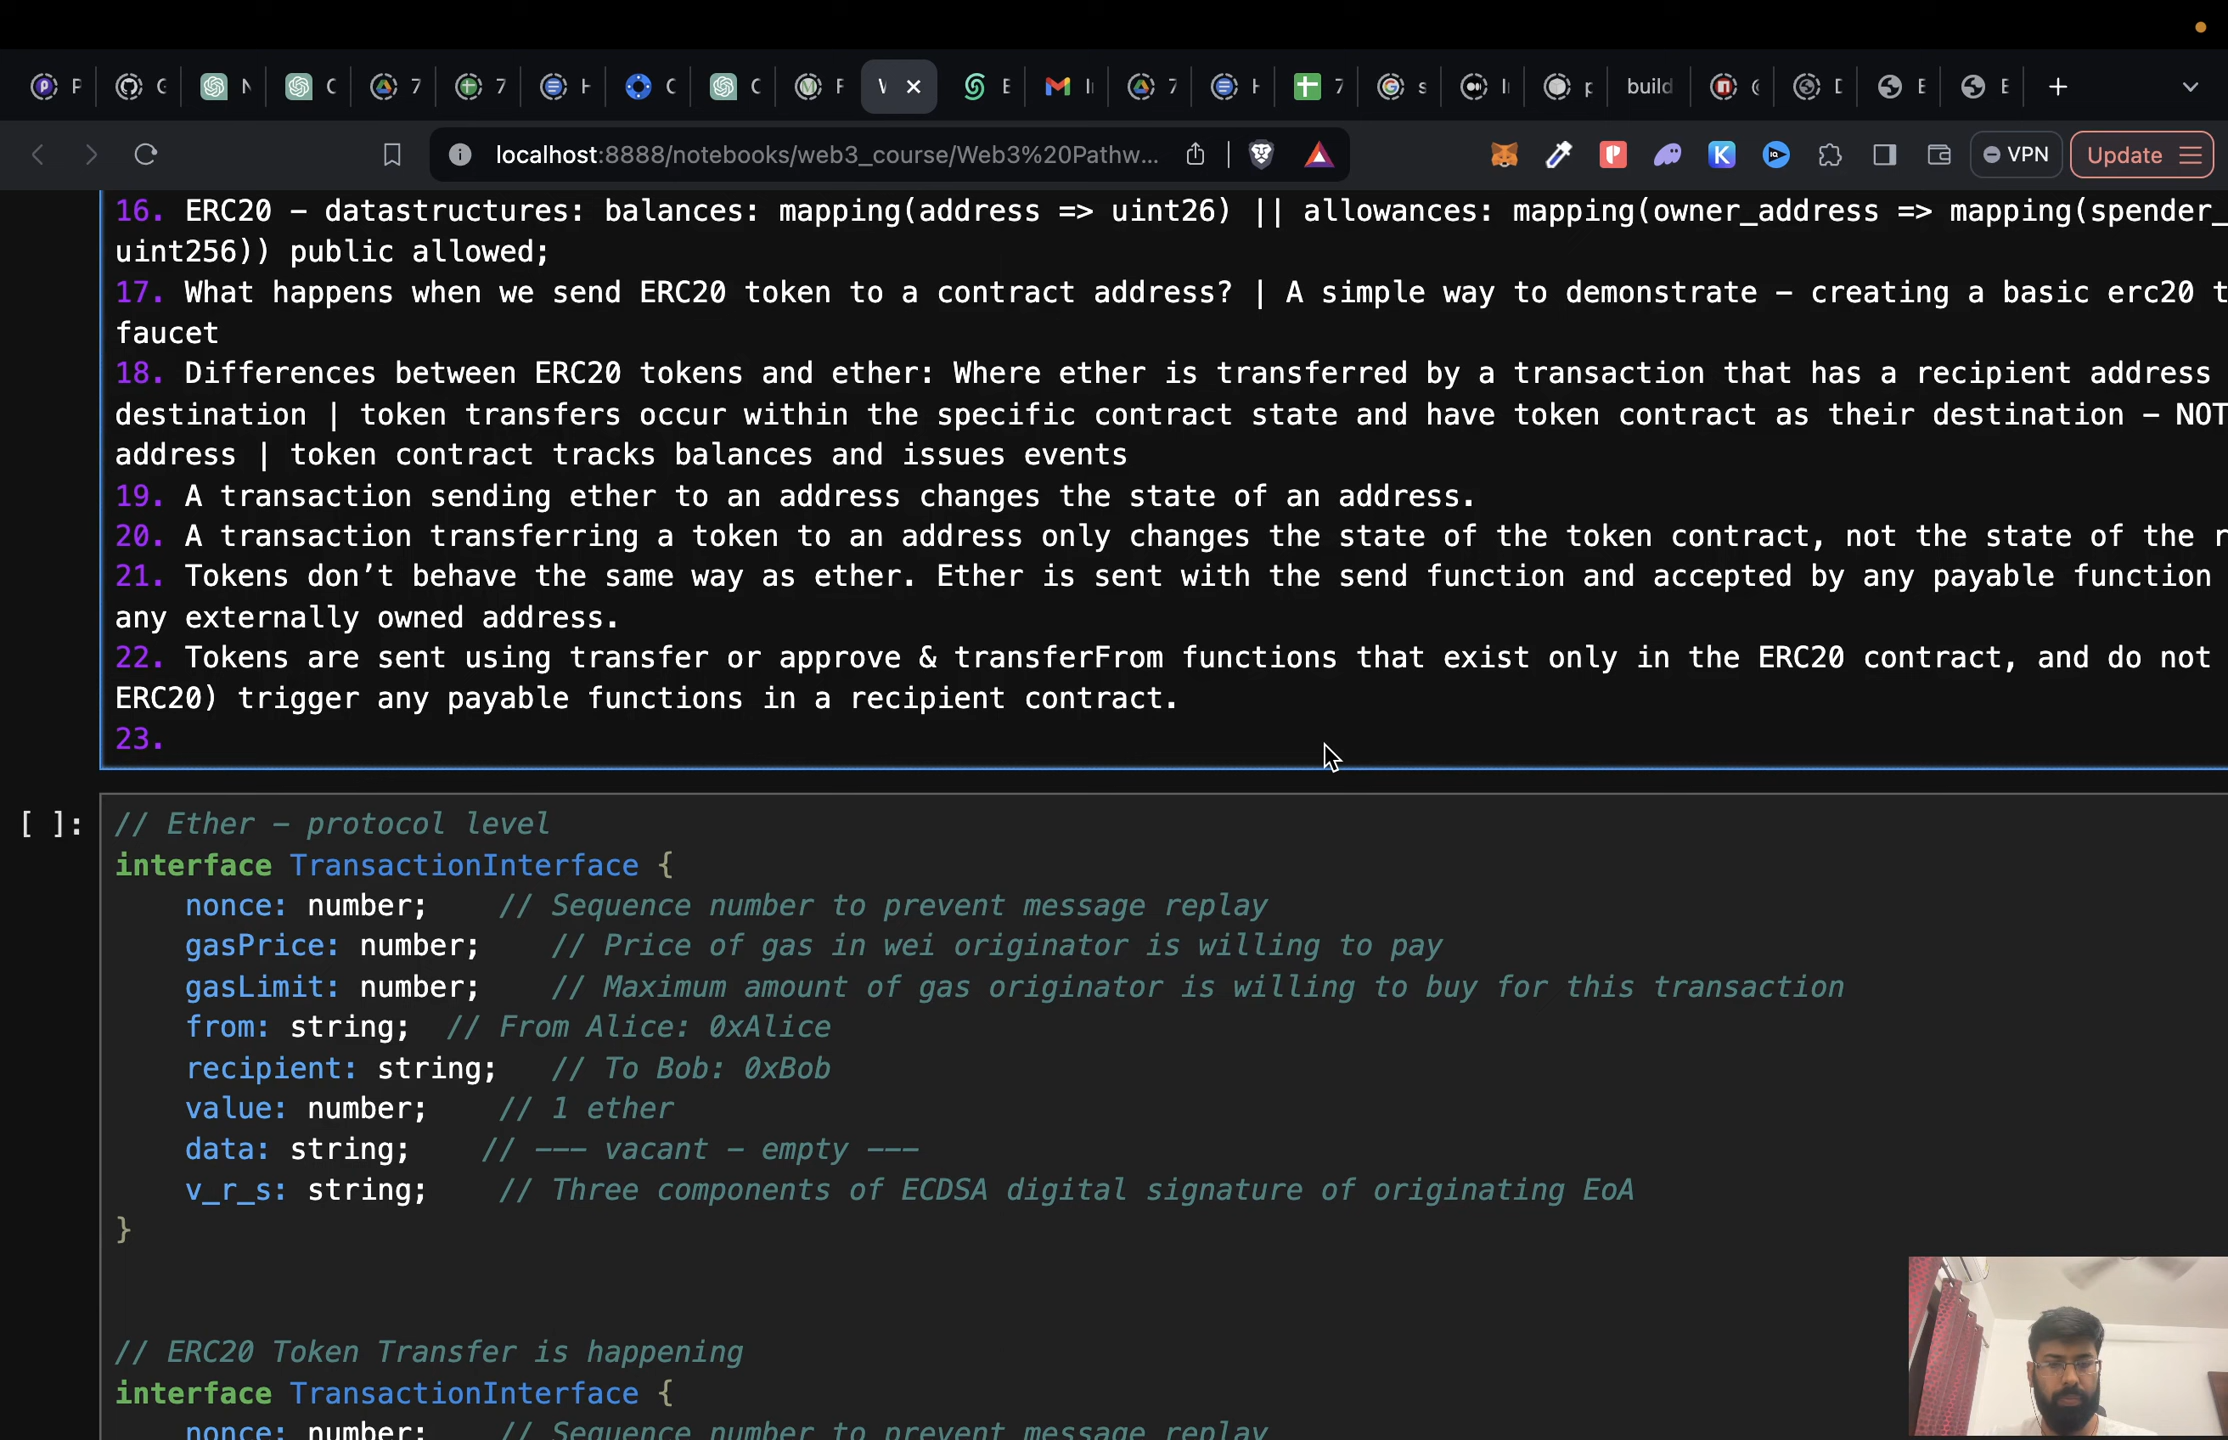 P
G
N
C
7
7
H
C
C
F
V
E
I
7
H
7
s
I
p
build
@
D
E
E
localhost:8888/notebooks/web3_course/Web3%20Pathw...
VPN
Update
16. ERC20 – datastructures: balances: mapping(address => uint26) || allowances: mapping(owner_address => mapping(spender_
uint256)) public allowed;
17. What happens when we send ERC20 token to a contract address? | A simple way to demonstrate – creating a basic erc20 t
faucet
18. Differences between ERC20 tokens and ether: Where ether is transferred by a transaction that has a recipient address
destination | token transfers occur within the specific contract state and have token contract as their destination – NOT
address | token contract tracks balances and issues events
19. A transaction sending ether to an address changes the state of an address.
20. A transaction transferring a token to an address only changes the state of the token contract, not the state of the r
21. Tokens don’t behave the same way as ether. Ether is sent with the send function and accepted by any payable function
any externally owned address.
22. Tokens are sent using transfer or approve & transferFrom functions that exist only in the ERC20 contract, and do not
ERC20) trigger any payable functions in a recipient contract.
23.
[ ]:
// Ether – protocol level
interface TransactionInterface {
nonce: number; // Sequence number to prevent message replay
gasPrice: number; // Price of gas in wei originator is willing to pay
gasLimit: number; // Maximum amount of gas originator is willing to buy for this transaction
from: string; // From Alice: 0xAlice
recipient: string; // To Bob: 0xBob
value: number; // 1 ether
data: string; // --- vacant – empty ---
v_r_s: string; // Three components of ECDSA digital signature of originating EoA
}
// ERC20 Token Transfer is happening
interface TransactionInterface {
nonce: number; // Sequence number to prevent message replay